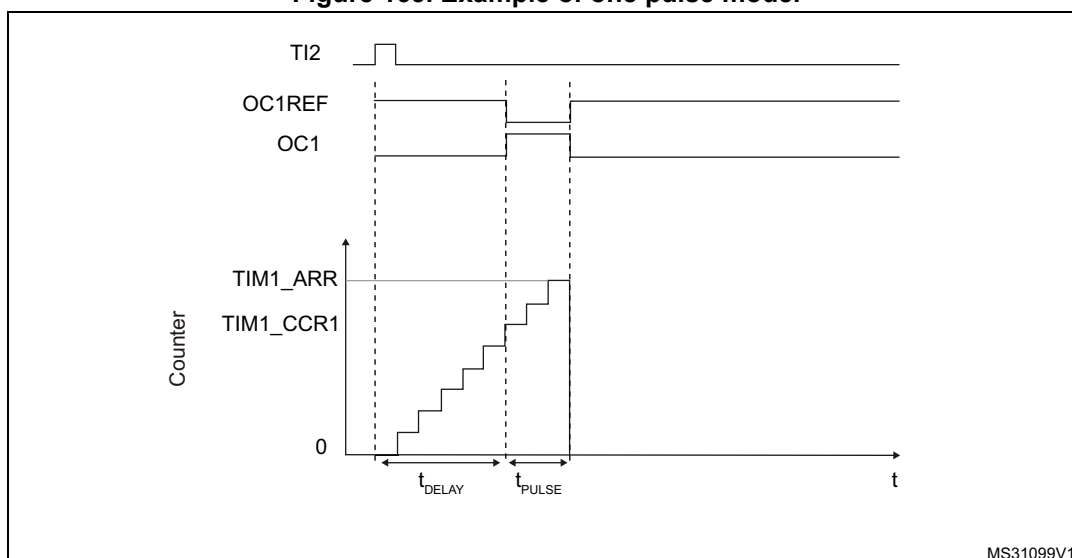 TI2
OC1REF
OC1
TIM1_ARR
TIM1_CCR1
Counter
0
tDELAY
tPULSE
t
MS31099V1